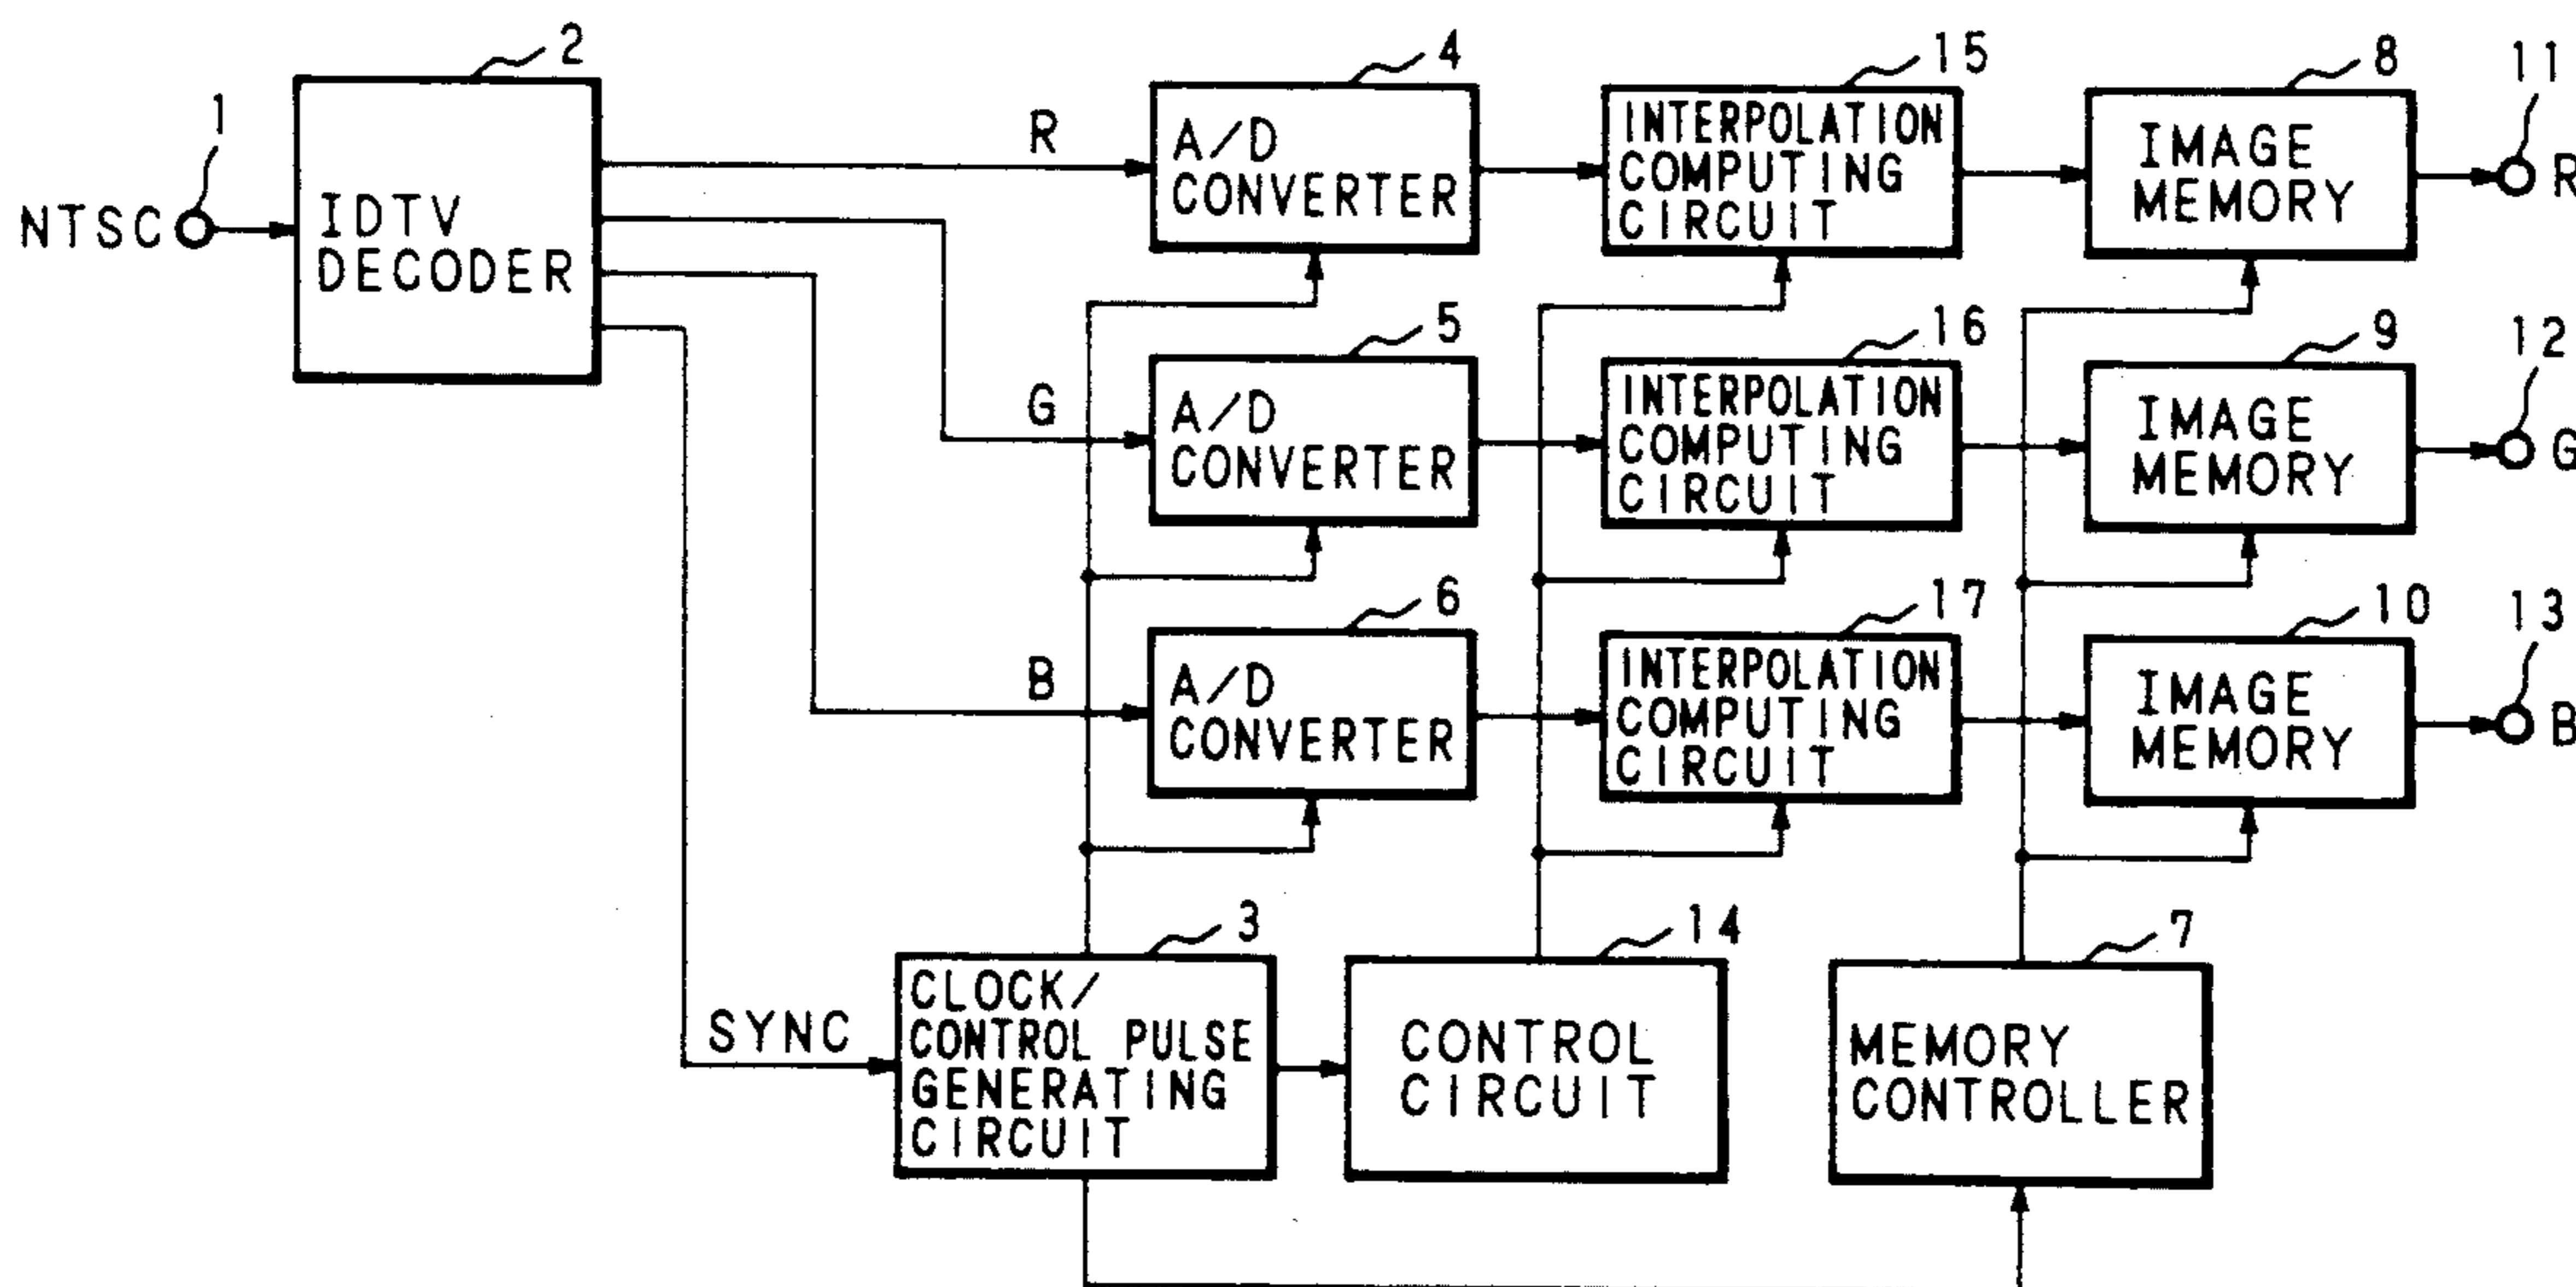 2
4
15
8
11
1
NTSC
IDTV
DECODER
R
A/D
CONVERTER
INTERPOLATION
COMPUTING
CIRCUIT
IMAGE
MEMORY
R
5
16
9
12
G
A/D
CONVERTER
INTERPOLATION
COMPUTING
CIRCUIT
IMAGE
MEMORY
G
6
17
10
13
B
A/D
CONVERTER
INTERPOLATION
COMPUTING
CIRCUIT
IMAGE
MEMORY
B
3
14
7
SYNC
CLOCK/
CONTROL PULSE
GENERATING
CIRCUIT
CONTROL
CIRCUIT
MEMORY
CONTROLLER